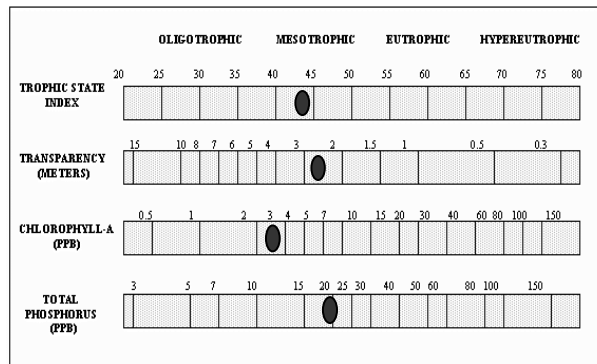 OLIGOTROPHIC MESOTROPHIC EUTROPHIC HYPEREUTROPHIC
20 25 30 35 40 45 50 55 60 65 70 75 80
TROPHIC STATE
INDEX
15 10 8 7 6 5 4 3 2 1.5 1 0.5 0.3
TRANSPARENCY
(METERS)
0.5 1 2 3 4 5 7 10 15 20 30 40 60 80 100 150
CHLOROPHYLL-A
(PPB)
3 5 7 10 15 20 25 30 40 50 60 80 100 150
TOTAL
PHOSPHORUS
(PPB)